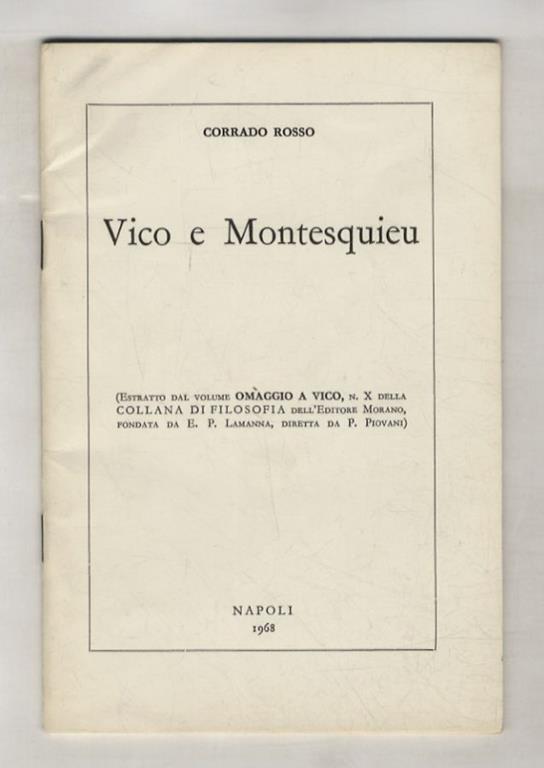 CORRADO ROSSO
Vico e Montesquieu
(Estratto dal volume OMAGGIO A VICO, n. X della
COLLANA DI FILOSOFIA dell'Editore Morano,
fondata da E. P. Lamanna, diretta da P. Piovani)
NAPOLI
1968